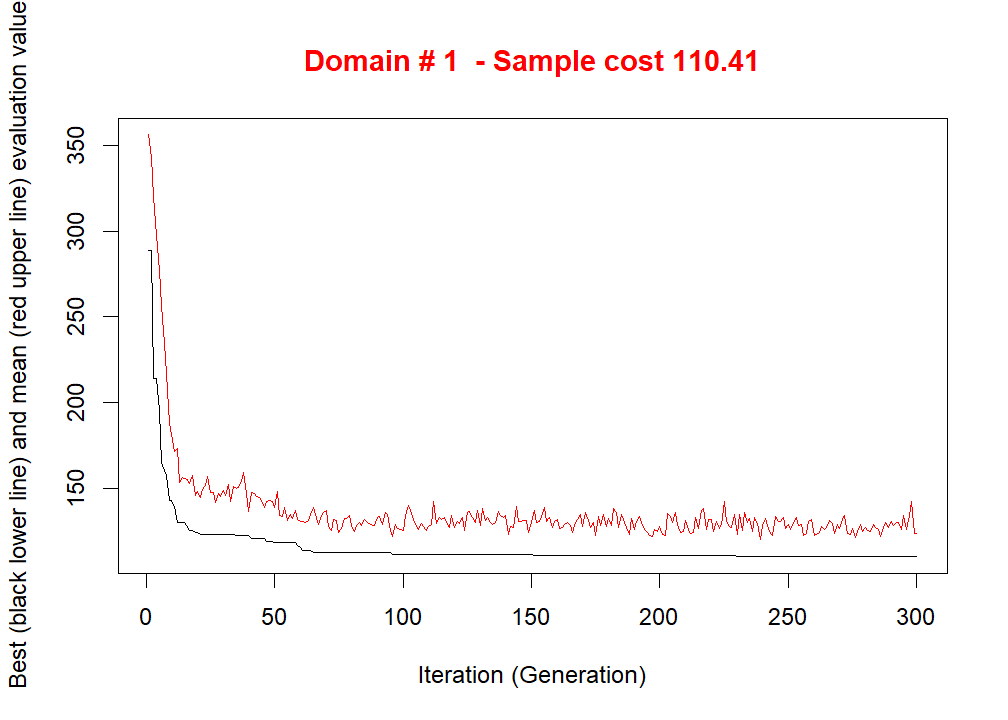 Domain # 1  - Sample cost 110.41
Best (black lower line) and mean (red upper line) evaluation value
350
300
250
200
150
0 50 100 150 200 250 300
Iteration (Generation)